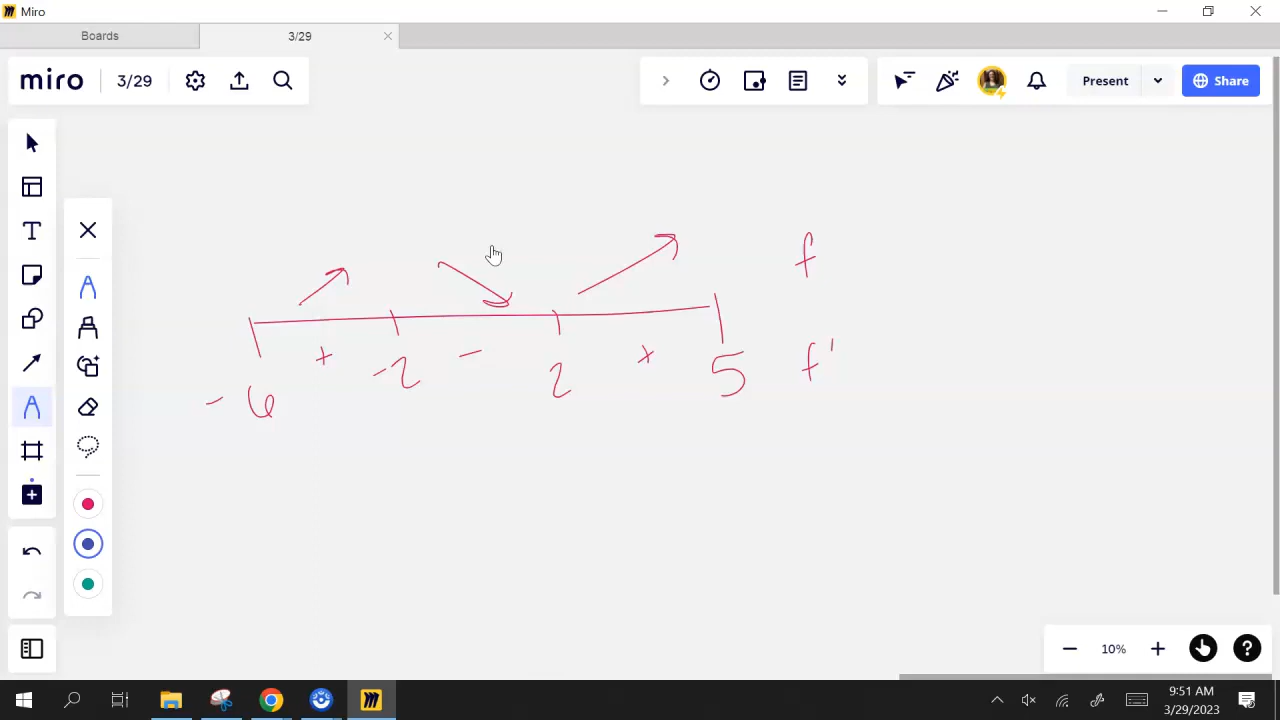 Miro
Boards 3/29
miro 3/29 Present Share
f
+ -2 - 2 + 5 f'
-6
10%
9:51 AM
3/29/2023